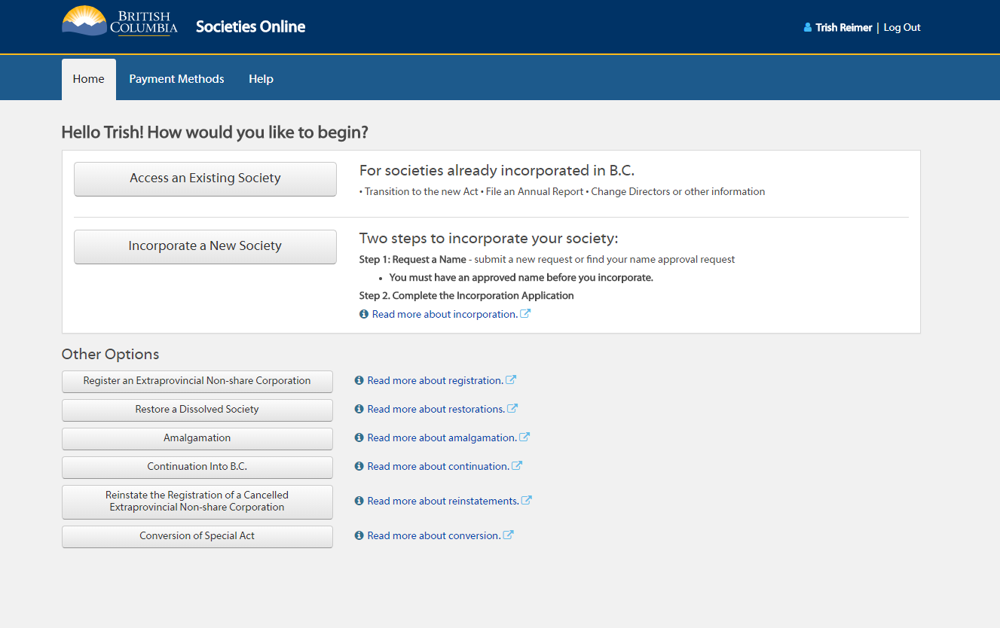 BRITISH
COLUMBIA
Societies Online
Trish Reimer | Log Out
Home
Payment Methods
Help
Hello Trish! How would you like to begin?
Access an Existing Society
For societies already incorporated in B.C.
• Transition to the new Act • File an Annual Report • Change Directors or other information
Incorporate a New Society
Two steps to incorporate your society:
Step 1: Request a Name - submit a new request or find your name approval request
• You must have an approved name before you incorporate.
Step 2. Complete the Incorporation Application
Read more about incorporation.
Other Options
Register an Extraprovincial Non-share Corporation
Read more about registration.
Restore a Dissolved Society
Read more about restorations.
Amalgamation
Read more about amalgamation.
Continuation Into B.C.
Read more about continuation.
Reinstate the Registration of a Cancelled
Extraprovincial Non-share Corporation
Read more about reinstatements.
Conversion of Special Act
Read more about conversion.